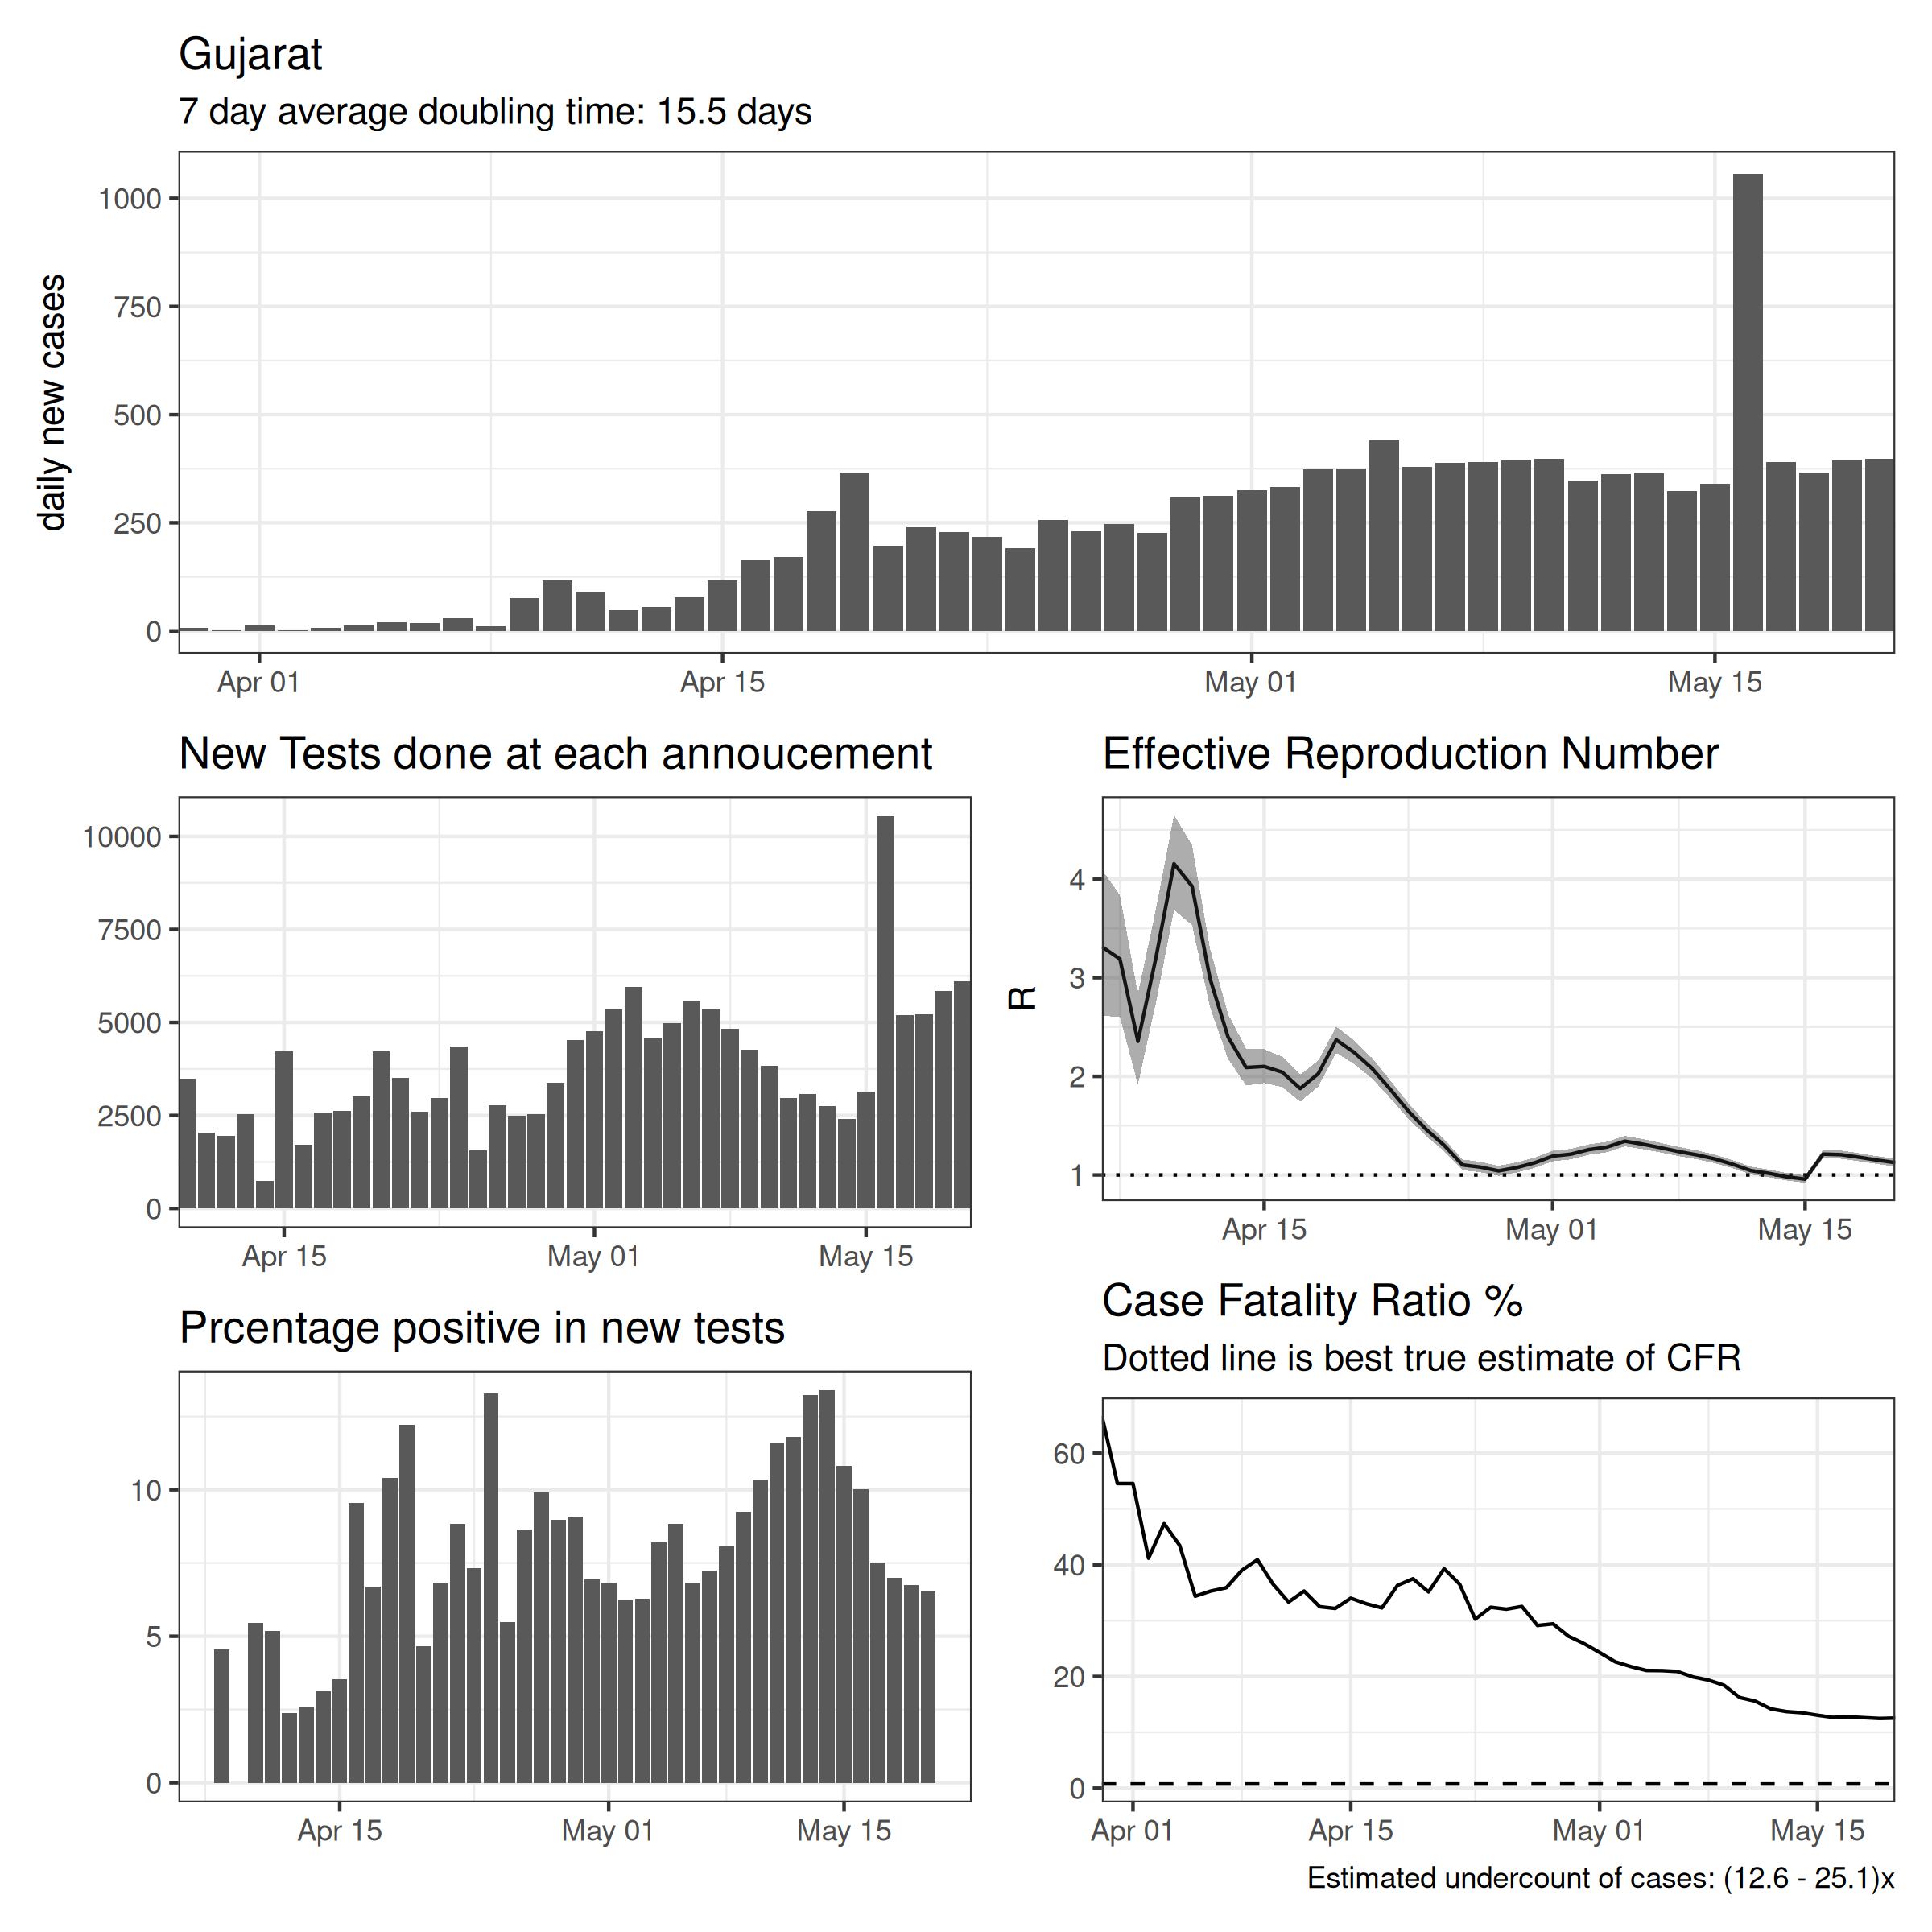 Gujarat
7 day average doubling time: 15.5 days
daily new cases
1000
750
500
250
0
Apr 01
Apr 15
May 01
May 15
New Tests done at each annoucement
10000
7500
5000
2500
0
Apr 15
May 01
May 15
Effective Reproduction Number
R
4
3
2
1
Apr 15
May 01
May 15
Prcentage positive in new tests
10
5
0
Apr 15
May 01
May 15
Case Fatality Ratio %
Dotted line is best true estimate of CFR
60
40
20
0
Apr 01
Apr 15
May 01
May 15
Estimated undercount of cases: (12.6 - 25.1)x